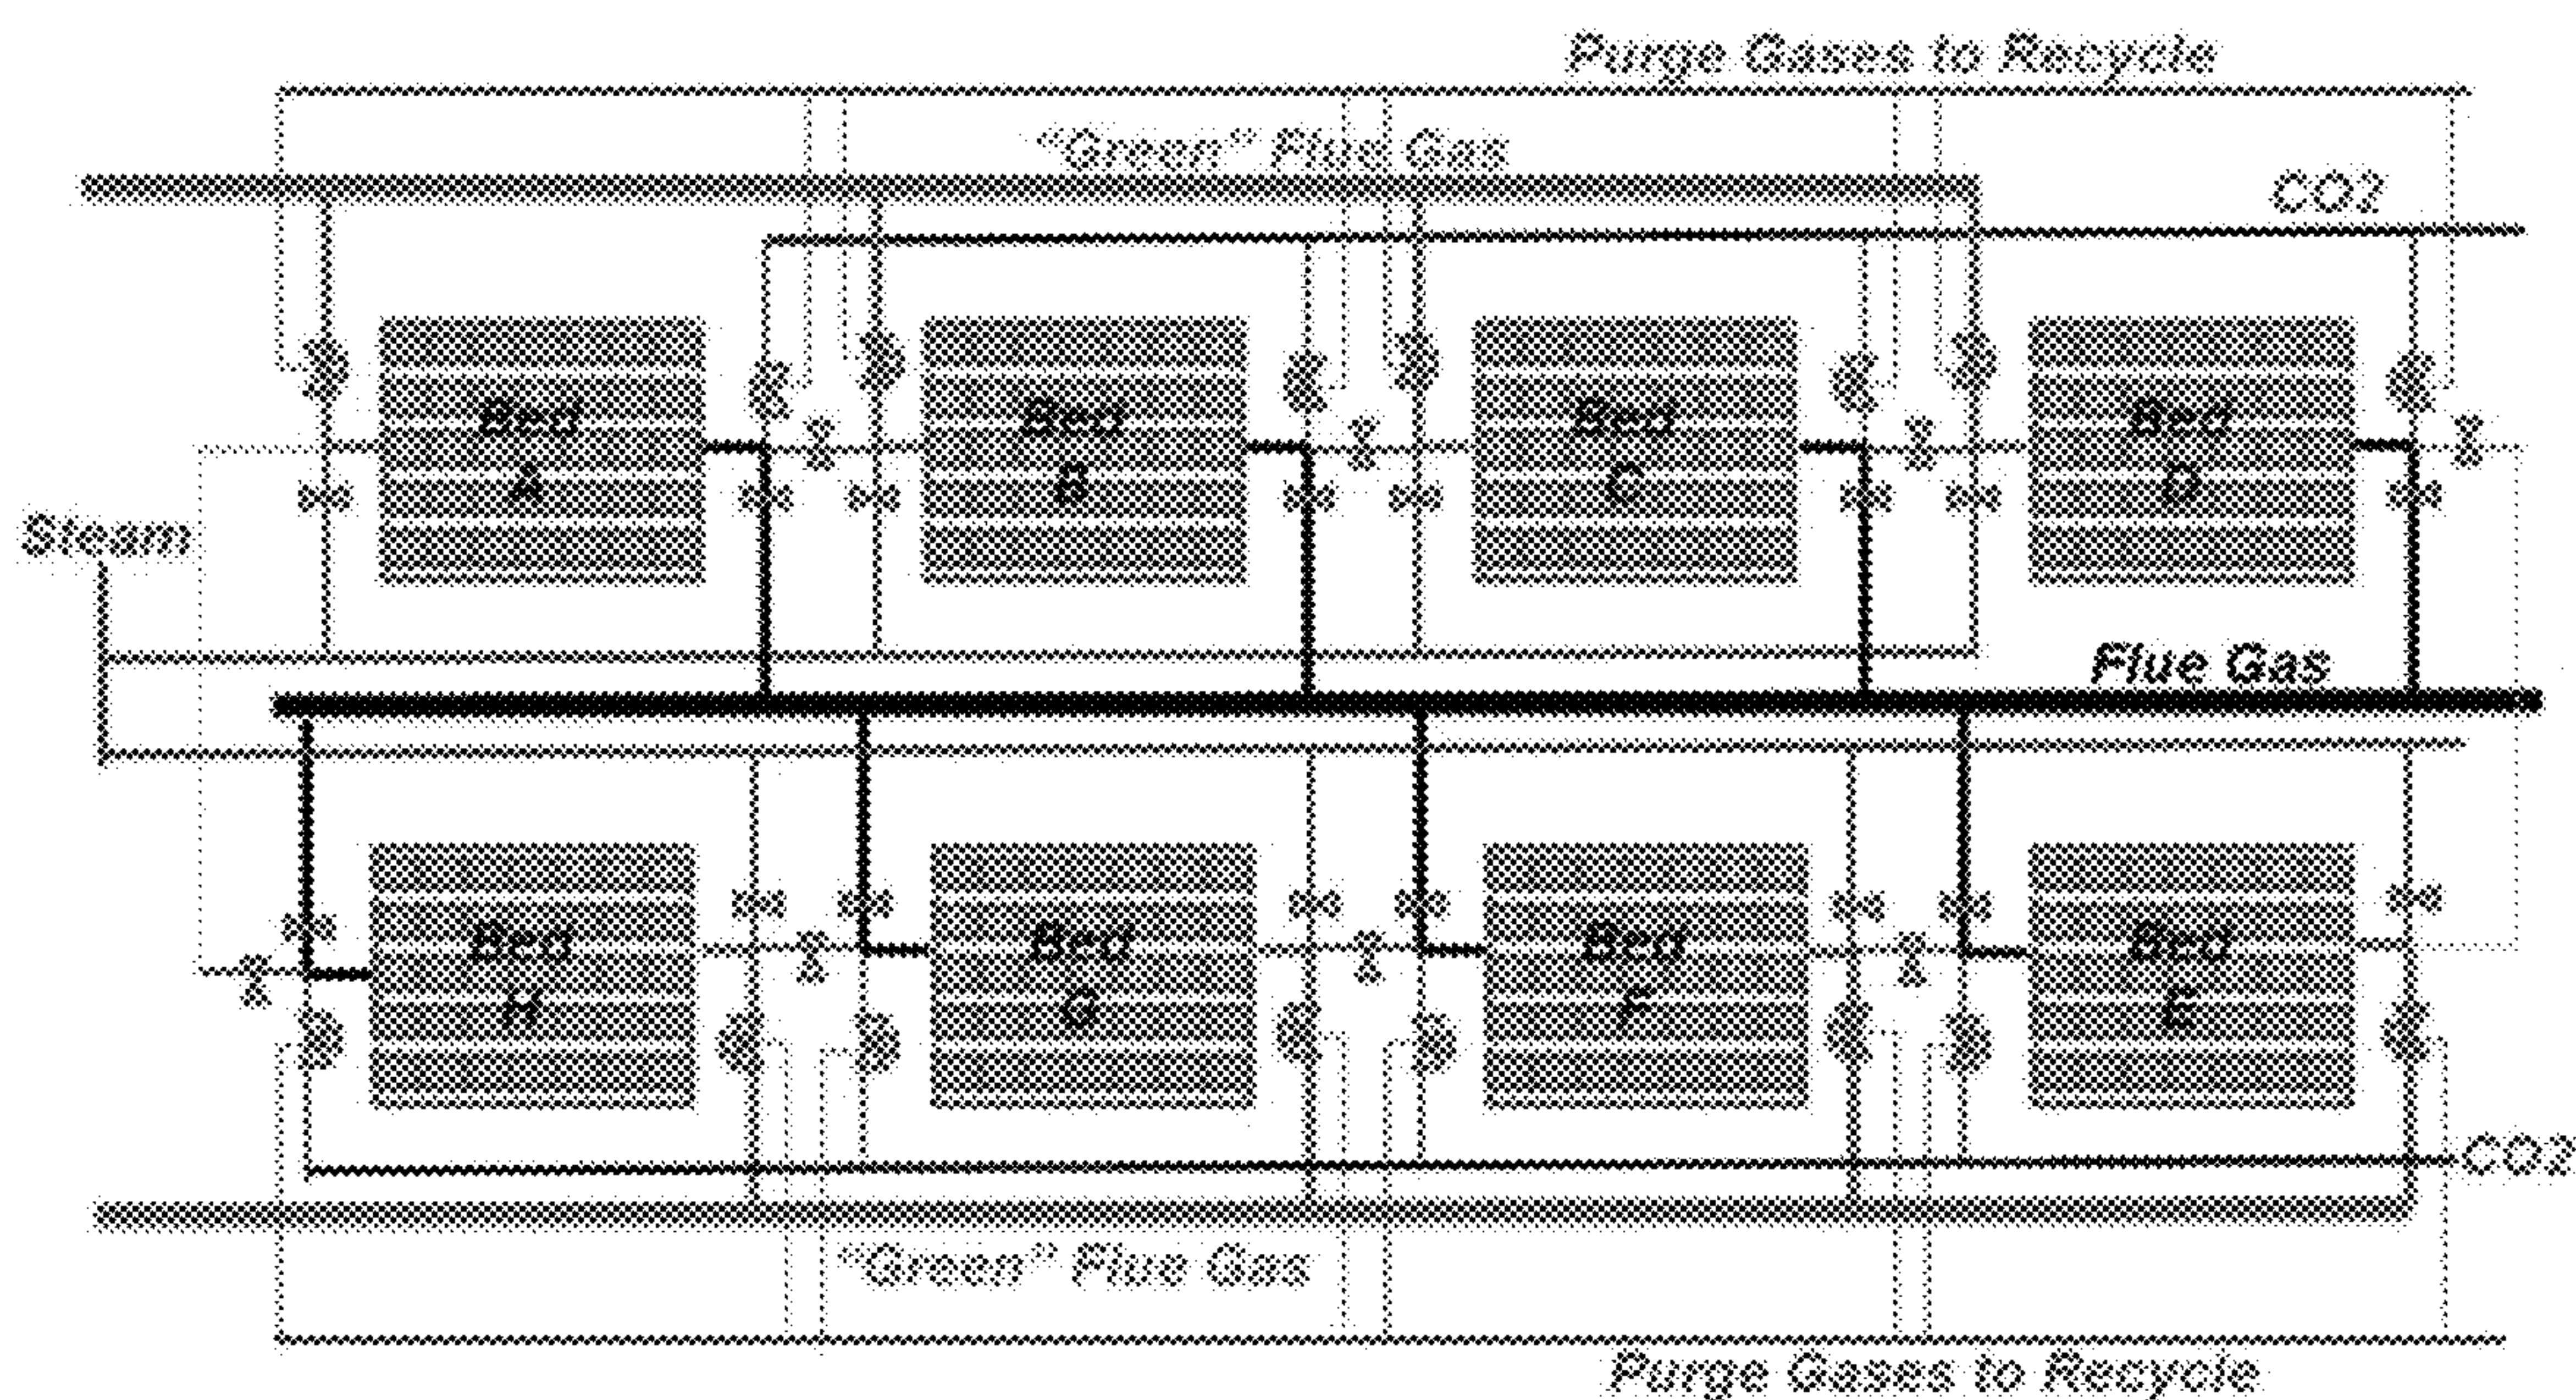 Purge Gases to Recycle
"Green" Flue Gas
CO2
Bed
A
Bed
B
Bed
C
Bed
D
Steam
Flue Gas
Bed
H
Bed
G
Bed
F
Bed
E
CO2
"Green" Flue Gas
Purge Gases to Recycle